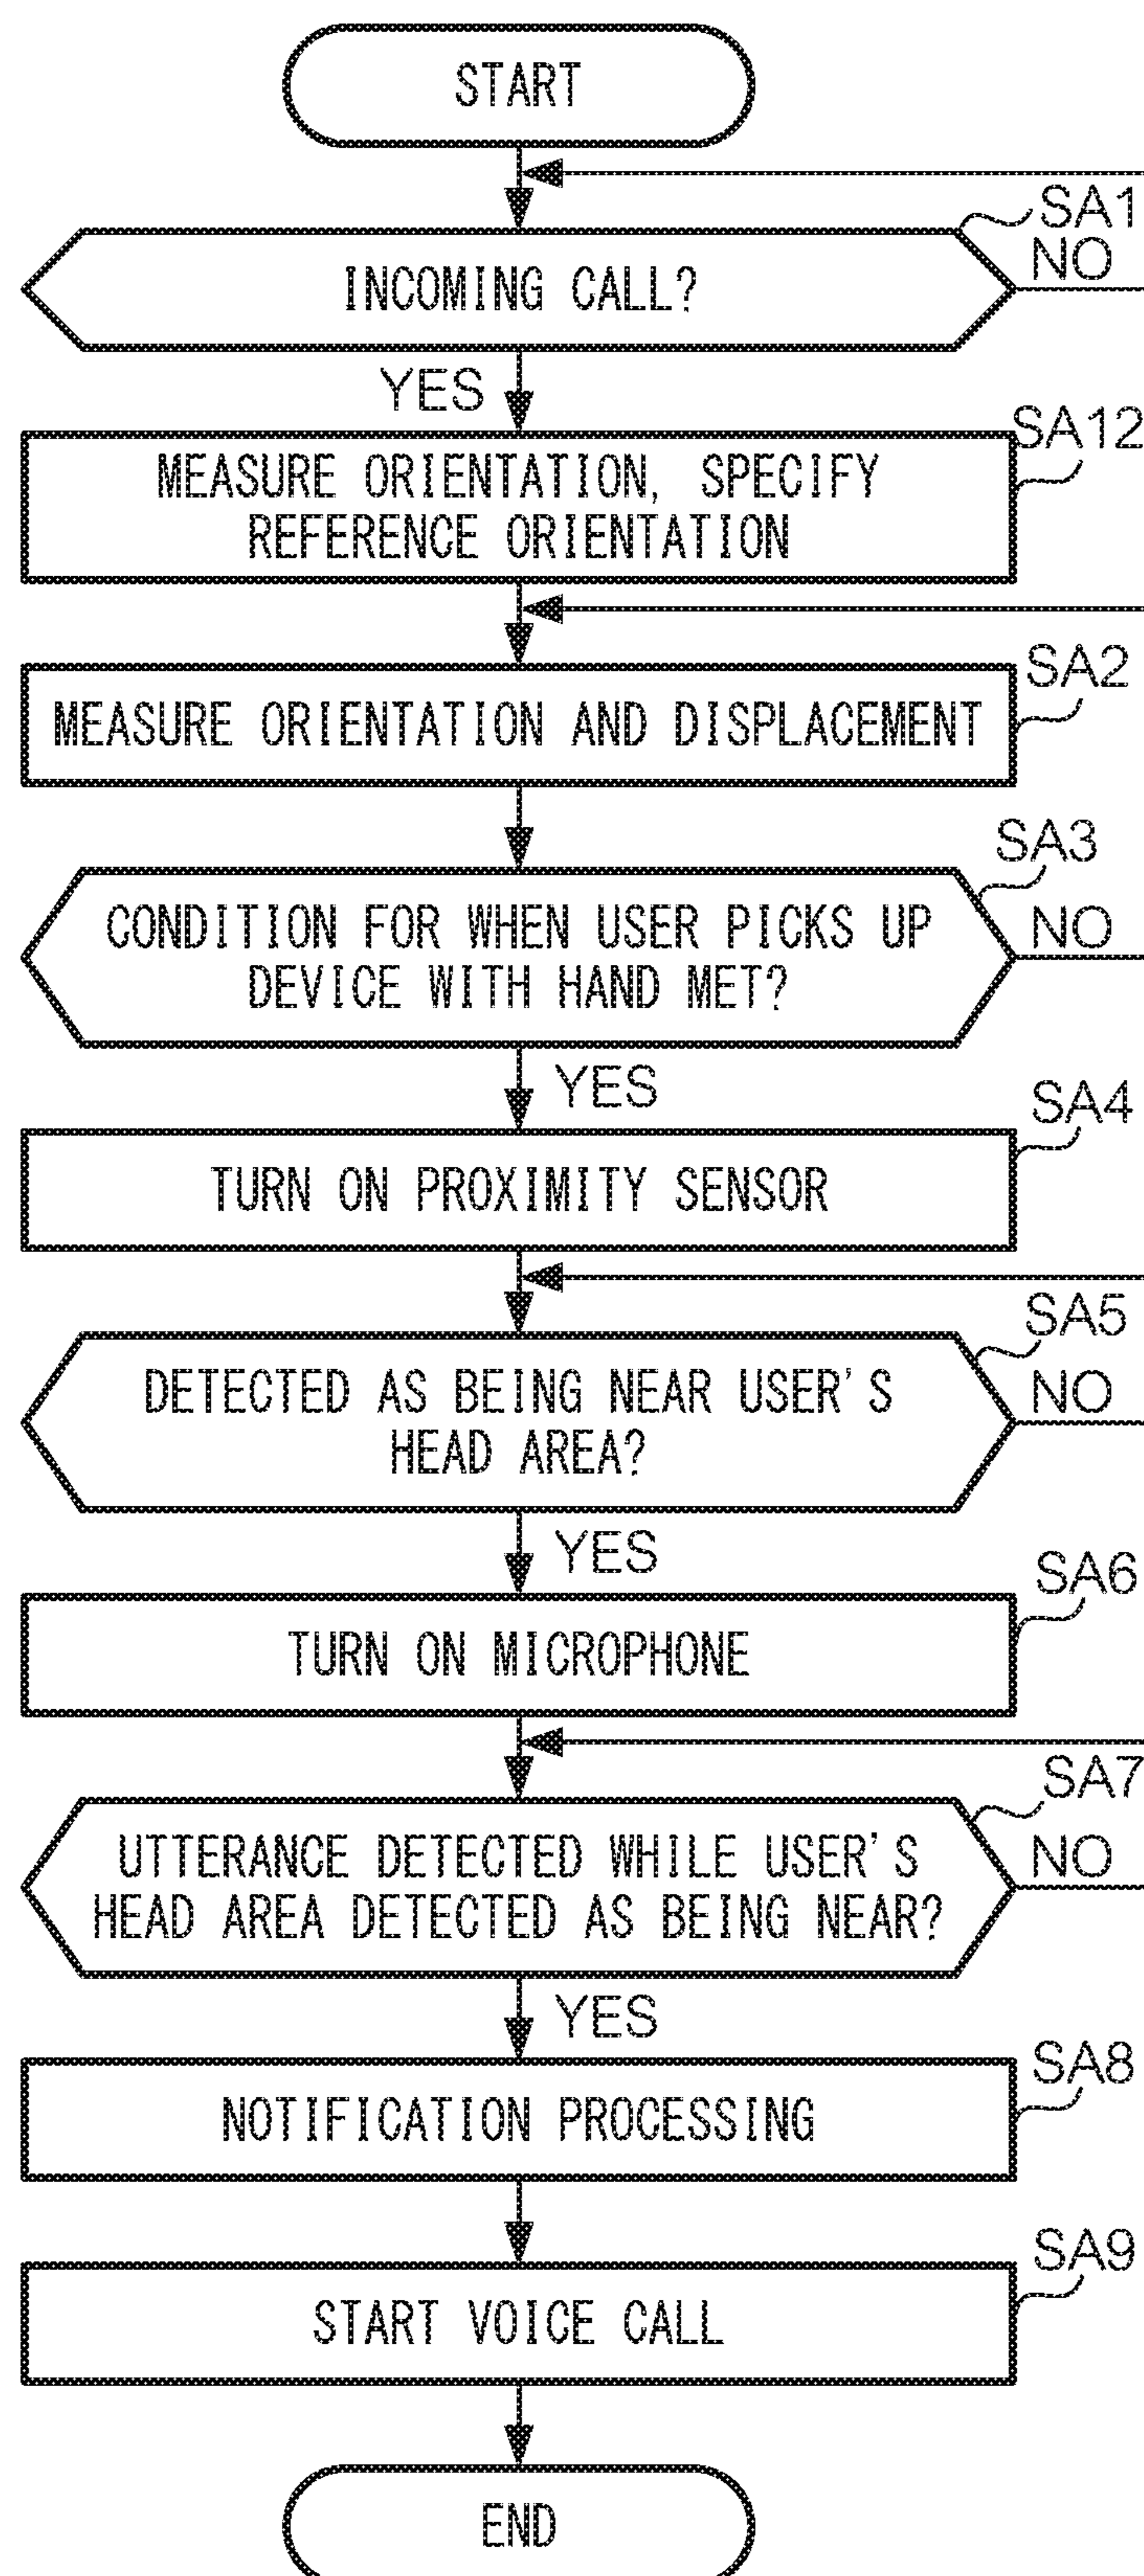 START
SA1
INCOMING CALL?
NO
YES
SA12
MEASURE ORIENTATION, SPECIFY
REFERENCE ORIENTATION
SA2
MEASURE ORIENTATION AND DISPLACEMENT
SA3
CONDITION FOR WHEN USER PICKS UP
DEVICE WITH HAND MET?
NO
YES
SA4
TURN ON PROXIMITY SENSOR
SA5
DETECTED AS BEING NEAR USER'S
HEAD AREA?
NO
YES
SA6
TURN ON MICROPHONE
SA7
UTTERANCE DETECTED WHILE USER'S
HEAD AREA DETECTED AS BEING NEAR?
NO
YES
SA8
NOTIFICATION PROCESSING
SA9
START VOICE CALL
END